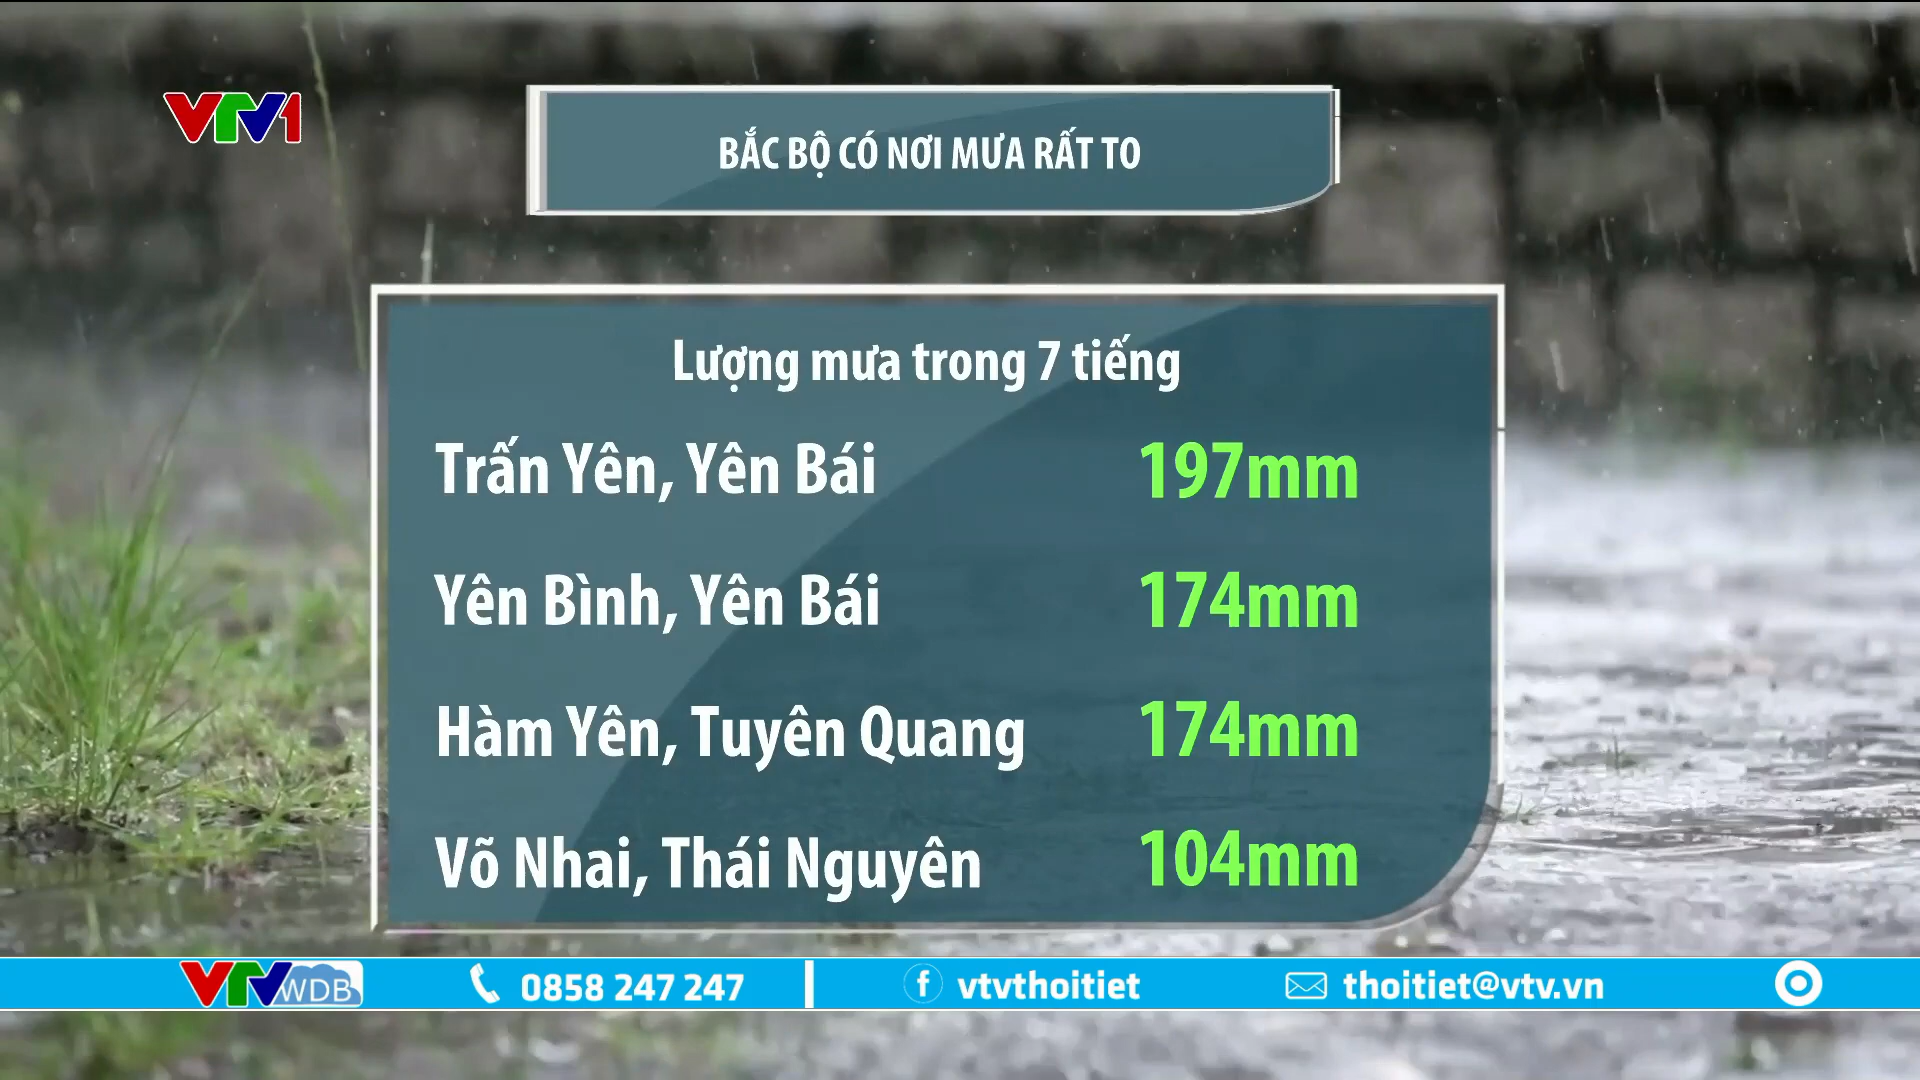 VTV1
BẮC BỘ CÓ NƠI MƯA RẤT TO
Lượng mưa trong 7 tiếng
Trấn Yên, Yên Bái 197mm
Yên Bình, Yên Bái 174mm
Hàm Yên, Tuyên Quang 174mm
Võ Nhai, Thái Nguyên 104mm
VTV WDB 0858 247 247 vtvthoitiet thoitiet@vtv.vn